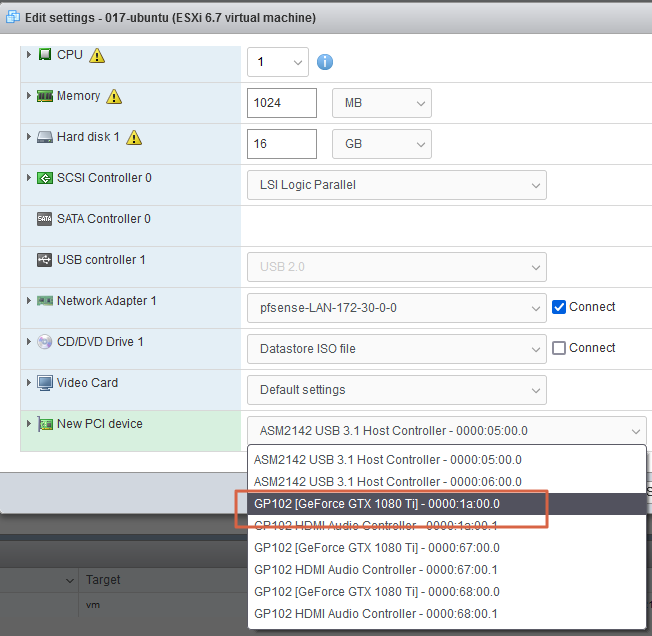 Edit settings - 017-ubuntu (ESXi 6.7 virtual machine)
CPU
1
Memory
1024
MB
Hard disk 1
16
GB
SCSI Controller 0
LSI Logic Parallel
SATA
SATA Controller 0
USB controller 1
USB 2.0
Network Adapter 1
pfsense-LAN-172-30-0-0
Connect
CD/DVD Drive 1
Datastore ISO file
Connect
Video Card
Default settings
New PCI device
ASM2142 USB 3.1 Host Controller - 0000:05:00.0
ASM2142 USB 3.1 Host Controller - 0000:05:00.0
ASM2142 USB 3.1 Host Controller - 0000:06:00.0
GP102 [GeForce GTX 1080 Ti] - 0000:1a:00.0
GP102 HDMI Audio Controller - 0000:1a:00.1
GP102 [GeForce GTX 1080 Ti] - 0000:67:00.0
GP102 HDMI Audio Controller - 0000:67:00.1
GP102 [GeForce GTX 1080 Ti] - 0000:68:00.0
GP102 HDMI Audio Controller - 0000:68:00.1
Target
vm